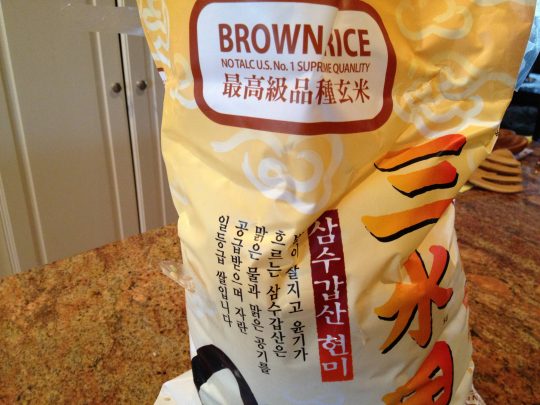 BROWN RICE
NO TALC U.S. No. 1 SUPREME QUANLITY
最高級品種玄米
三水
삼수갑산 현미
찰지고 윤기가
흐르는 삼수갑산은
맑은 물과 맑은 공기를
공급받으며 자란
일등급 쌀입니다